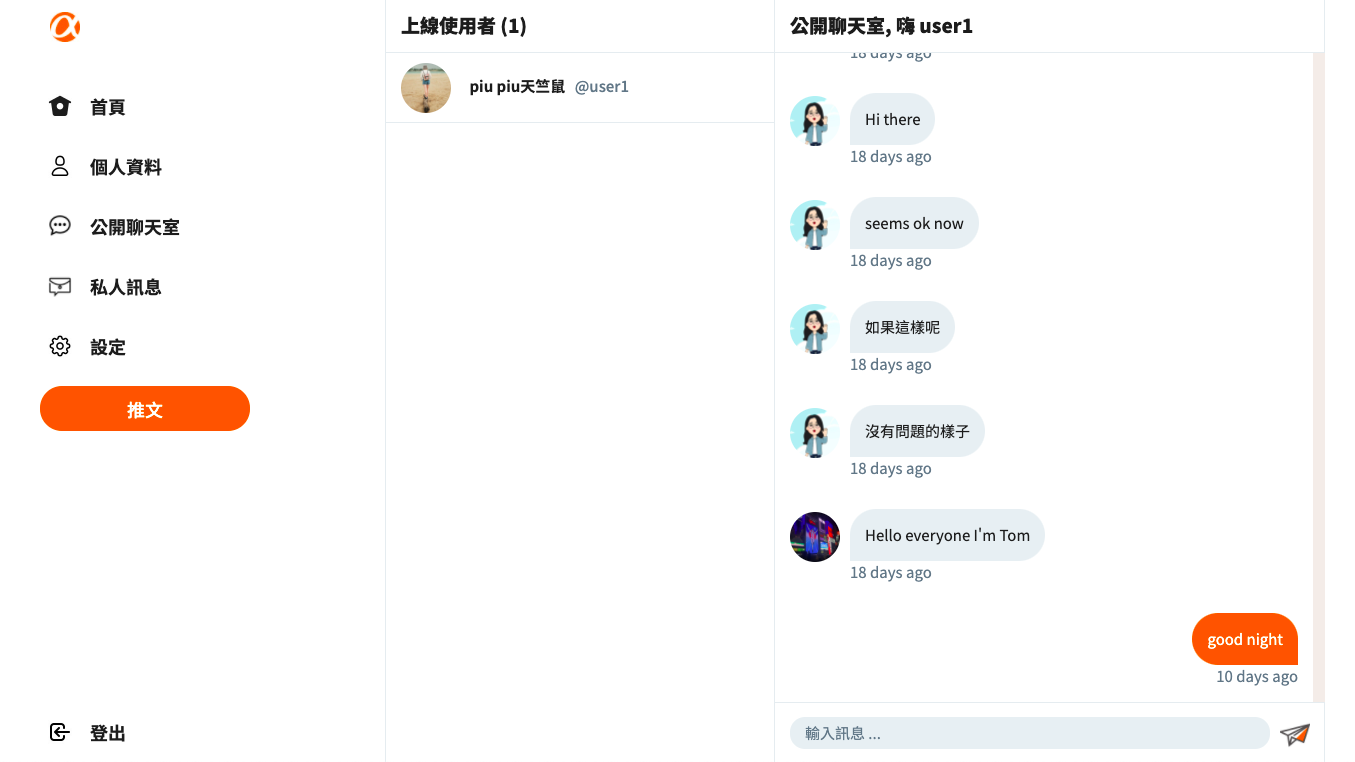 首頁
個人資料
公開聊天室
私人訊息
設定
推文
登出
上線使用者 (1)
piu piu天竺鼠 @user1
公開聊天室, 嗨 user1
18 days ago
Hi there
18 days ago
seems ok now
18 days ago
如果這樣呢
18 days ago
沒有問題的樣子
18 days ago
Hello everyone I'm Tom
18 days ago
good night
10 days ago
輸入訊息 ...